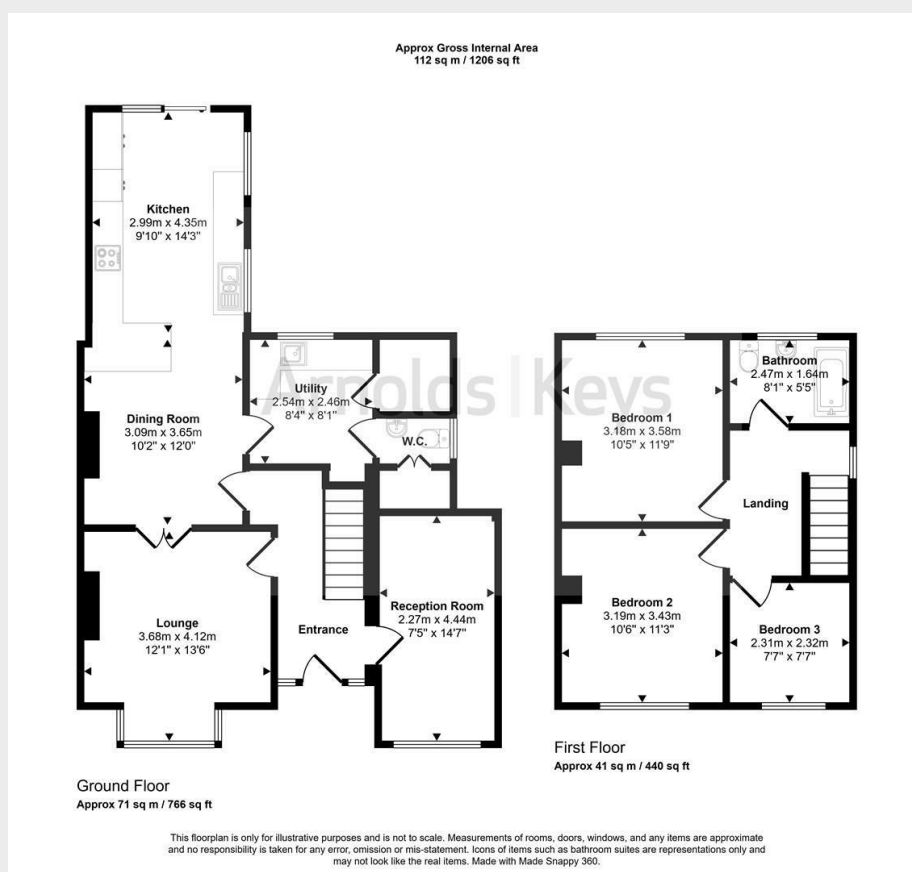 Approx Gross Internal Area
112 sq m / 1206 sq ft
Kitchen
2.99m x 4.35m
9'10" x 14'3"
Utility
2.54m x 2.46m
8'4" x 8'1"
Arnolds | Keys
Dining Room
3.09m x 3.65m
10'2" x 12'0"
W.C.
Lounge
3.68m x 4.12m
12'1" x 13'6"
Entrance
Reception Room
2.27m x 4.44m
7'5" x 14'7"
Ground Floor
Approx 71 sq m / 766 sq ft
Bedroom 1
3.18m x 3.58m
10'5" x 11'9"
Bathroom
2.47m x 1.64m
8'1" x 5'5"
Landing
Bedroom 2
3.19m x 3.43m
10'6" x 11'3"
Bedroom 3
2.31m x 2.32m
7'7" x 7'7"
First Floor
Approx 41 sq m / 440 sq ft
This floorplan is only for illustrative purposes and is not to scale. Measurements of rooms, doors, windows, and any items are approximate
and no responsibility is taken for any error, omission or mis-statement. Icons of items such as bathroom suites are representations only and
may not look like the real items. Made with Made Snappy 360.